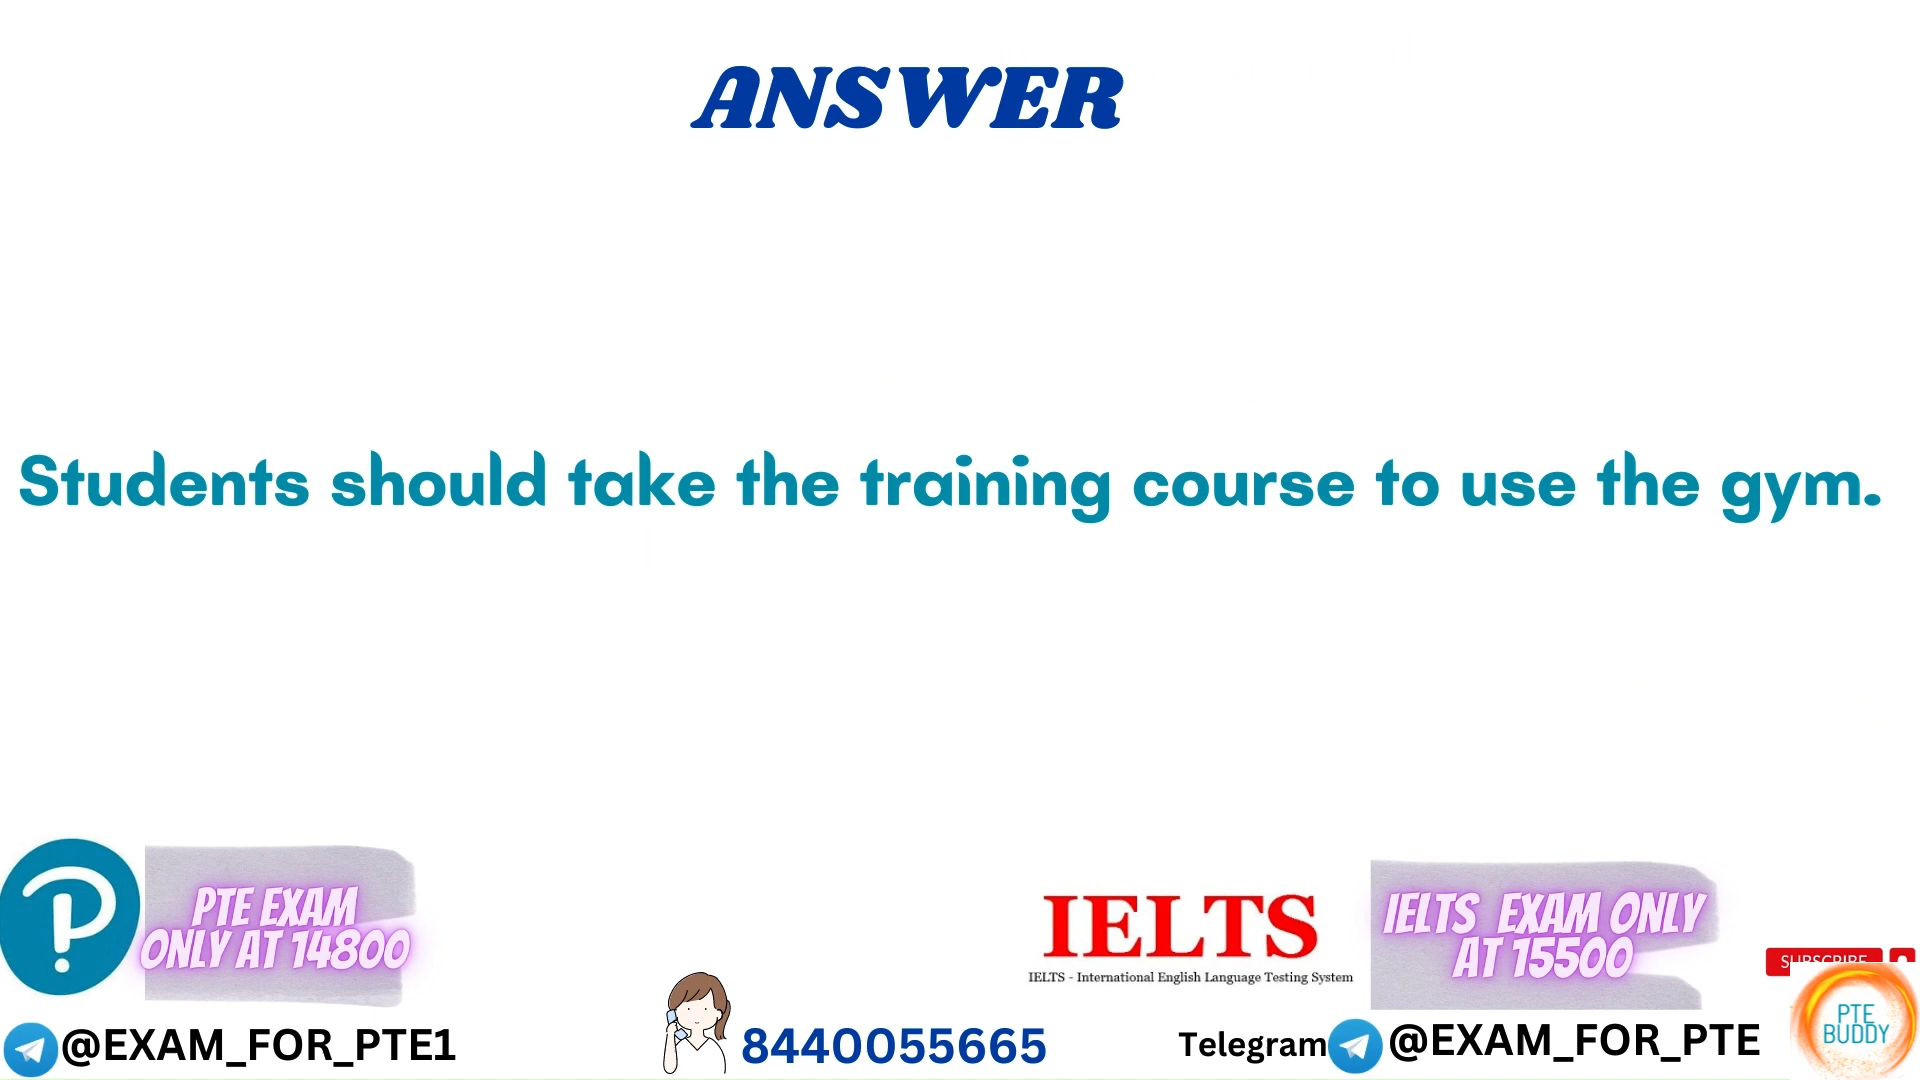 ANSWER
Students should take the training course to use the gym.
PTE EXAM
ONLY AT 14800
IELTS
IELTS - International English Language Testing System
IELTS EXAM ONLY
AT 15500
SUBSCRIBE
@EXAM_FOR_PTE1
8440055665
Telegram
@EXAM_FOR_PTE
PTE
BUDDY